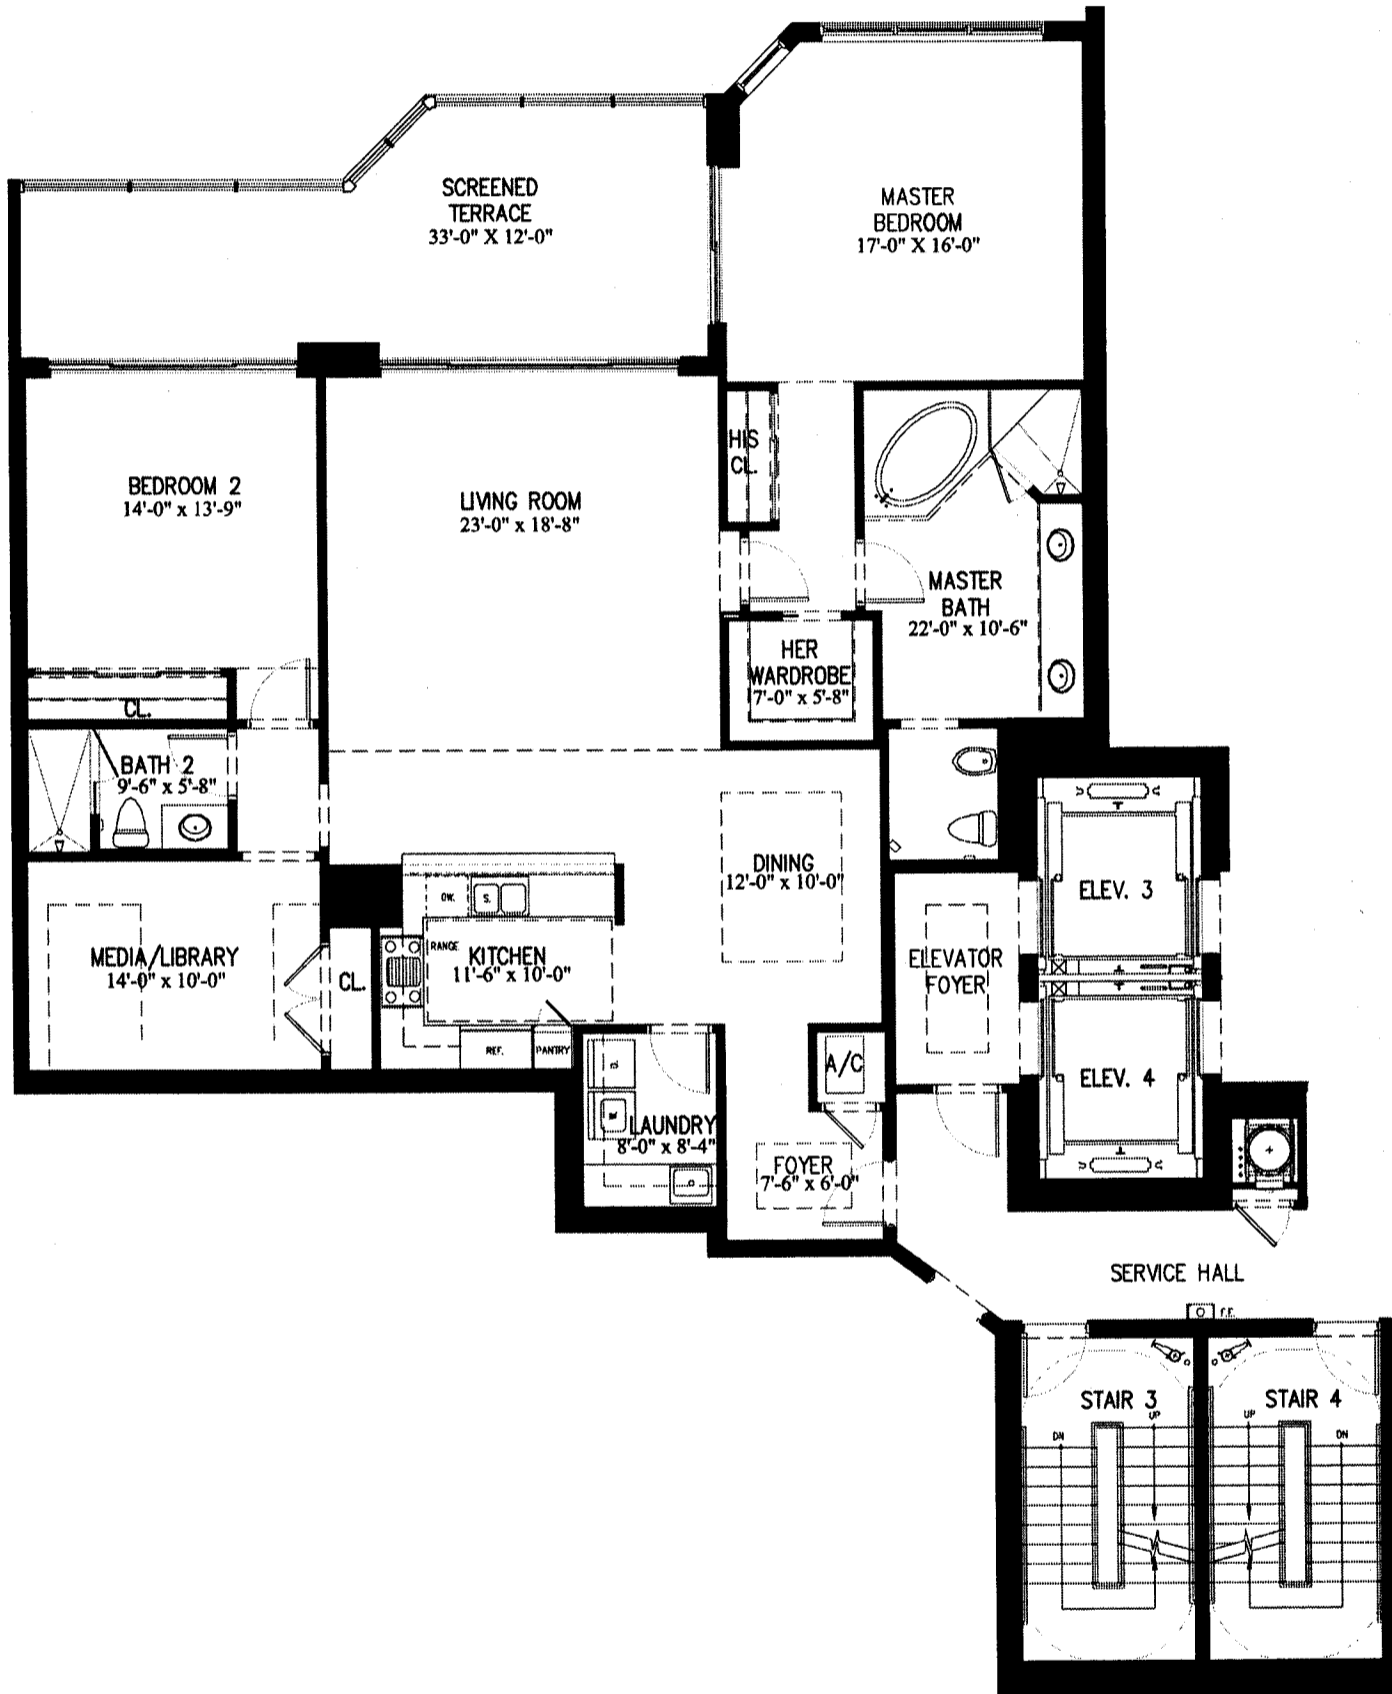 SCREENED
TERRACE
33'-0" X 12'-0"
MASTER
BEDROOM
17'-0" X 16'-0"
BEDROOM 2
14'-0" x 13'-9"
LIVING ROOM
23'-0" x 18'-8"
HIS
CL.
MASTER
BATH
22'-0" x 10'-6"
HER
WARDROBE
7'-0" x 5'-8"
CL.
BATH 2
9'-6" x 5'-8"
DINING
12'-0" x 10'-0"
ELEV. 3
DW.
S.
RANGE
KITCHEN
11'-6" x 10'-0"
MEDIA/LIBRARY
14'-0" x 10'-0"
CL.
ELEVATOR
FOYER
REF.
PANTRY
A/C
ELEV. 4
LAUNDRY
8'-0" x 8'-4"
FOYER
7'-6" x 6'-0"
SERVICE HALL
STAIR 3
STAIR 4
UP
UP
DN
DN